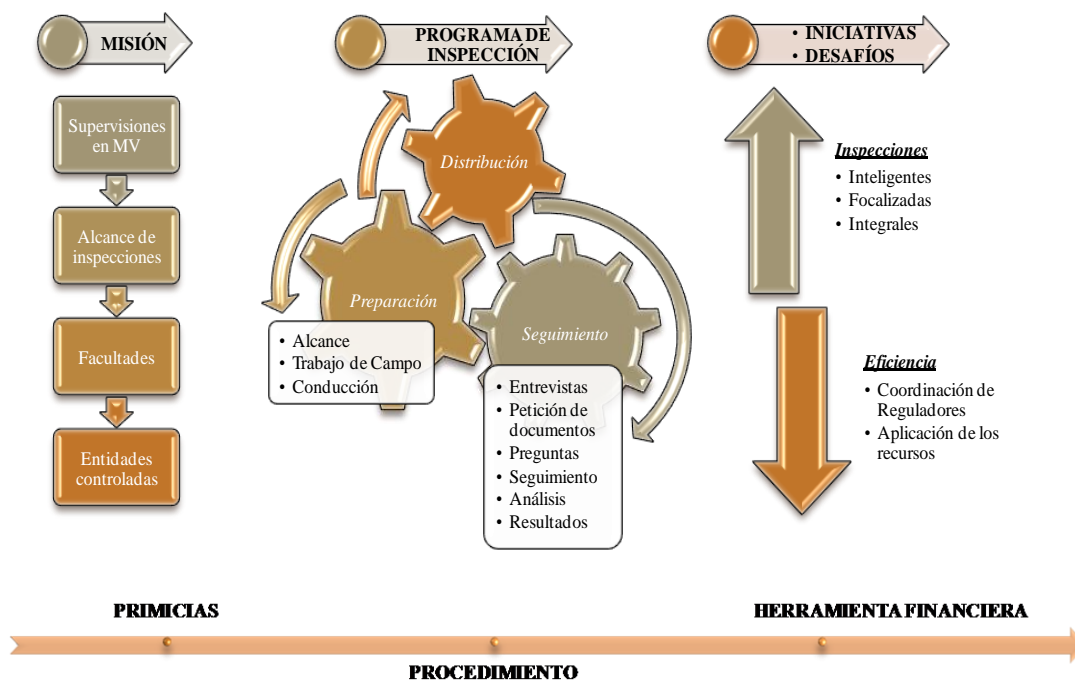 MISIÓN
Supervisiones
en MV
Alcance de
inspecciones
Facultades
Entidades
controladas
PROGRAMA DE
INSPECCIÓN
Distribución
Preparación
• Alcance
• Trabajo de Campo
• Conducción
Seguimiento
• Entrevistas
• Petición de
documentos
• Preguntas
• Seguimiento
• Análisis
• Resultados
• INICIATIVAS
• DESAFÍOS
Inspecciones
• Inteligentes
• Focalizadas
• Integrales
Eficiencia
• Coordinación de
Reguladores
• Aplicación de los
recursos
PRIMICIAS
PROCEDIMIENTO
HERRAMIENTA FINANCIERA